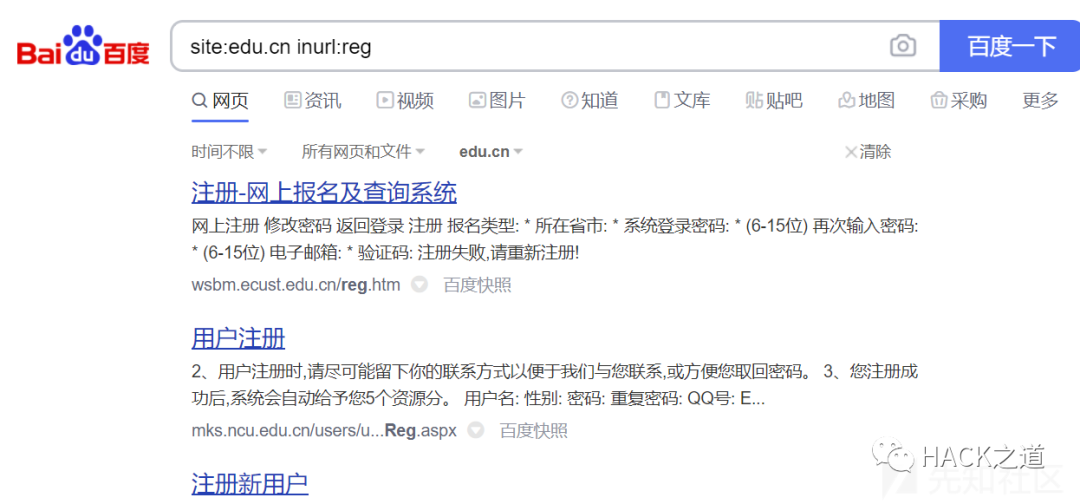 Bai du 百度
site:edu.cn inurl:reg
百度一下
网页 资讯 视频 图片 知道 文库 贴吧 地图 采购 更多
时间不限 所有网页和文件 edu.cn 清除
注册-网上报名及查询系统
网上注册 修改密码 返回登录 注册 报名类型: * 所在省市: * 系统登录密码: * (6-15位) 再次输入密码:
* (6-15位) 电子邮箱: * 验证码: 注册失败,请重新注册!
wsbm.ecust.edu.cn/reg.htm 百度快照
用户注册
2、用户注册时,请尽可能留下你的联系方式以便于我们与您联系,或方便您取回密码。 3、您注册成
功后,系统会自动给予您5个资源分。 用户名: 性别: 密码: 重复密码: QQ号: E...
mks.ncu.edu.cn/users/u...Reg.aspx 百度快照
HACK之道
先知社区
注册新用户